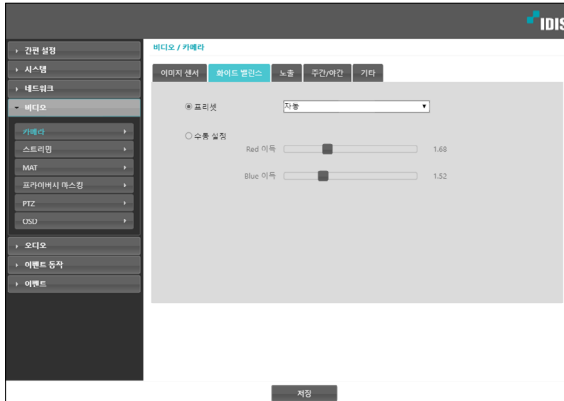 IDIS
간편 설정
시스템
네트워크
비디오
카메라
스트리밍
MAT
프라이버시 마스킹
PTZ
OSD
오디오
이벤트 동작
이벤트
비디오 / 카메라
이미지 센서 화이트 밸런스 노출 주간/야간 기타
프리셋 자동
수동 설정
Red 이득 1.68
Blue 이득 1.52
저장